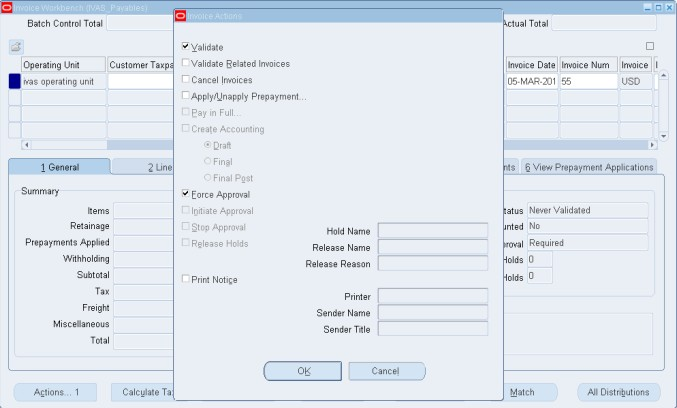 Invoice Workbench (IVAS_Payables)
Invoice Actions
Batch Control Total
Actual Total
Operating Unit
Customer Taxpa
Invoice Date
Invoice Num
Invoice
ivas operating unit
05-MAR-201
55
USD
Validate
Validate Related Invoices
Cancel Invoices
Apply/Unapply Prepayment...
Pay in Full...
Create Accounting
Draft
Final
Final Post
Force Approval
Initiate Approval
Stop Approval
Release Holds
Hold Name
Release Name
Release Reason
Print Notice
Printer
Sender Name
Sender Title
OK
Cancel
1 General
2 Line
nts
6 View Prepayment Applications
Summary
Items
Retainage
Prepayments Applied
Withholding
Subtotal
Tax
Freight
Miscellaneous
Total
tatus
Never Validated
unted
No
roval
Required
Holds
0
Holds
0
Actions... 1
Calculate Ta
Match
All Distributions